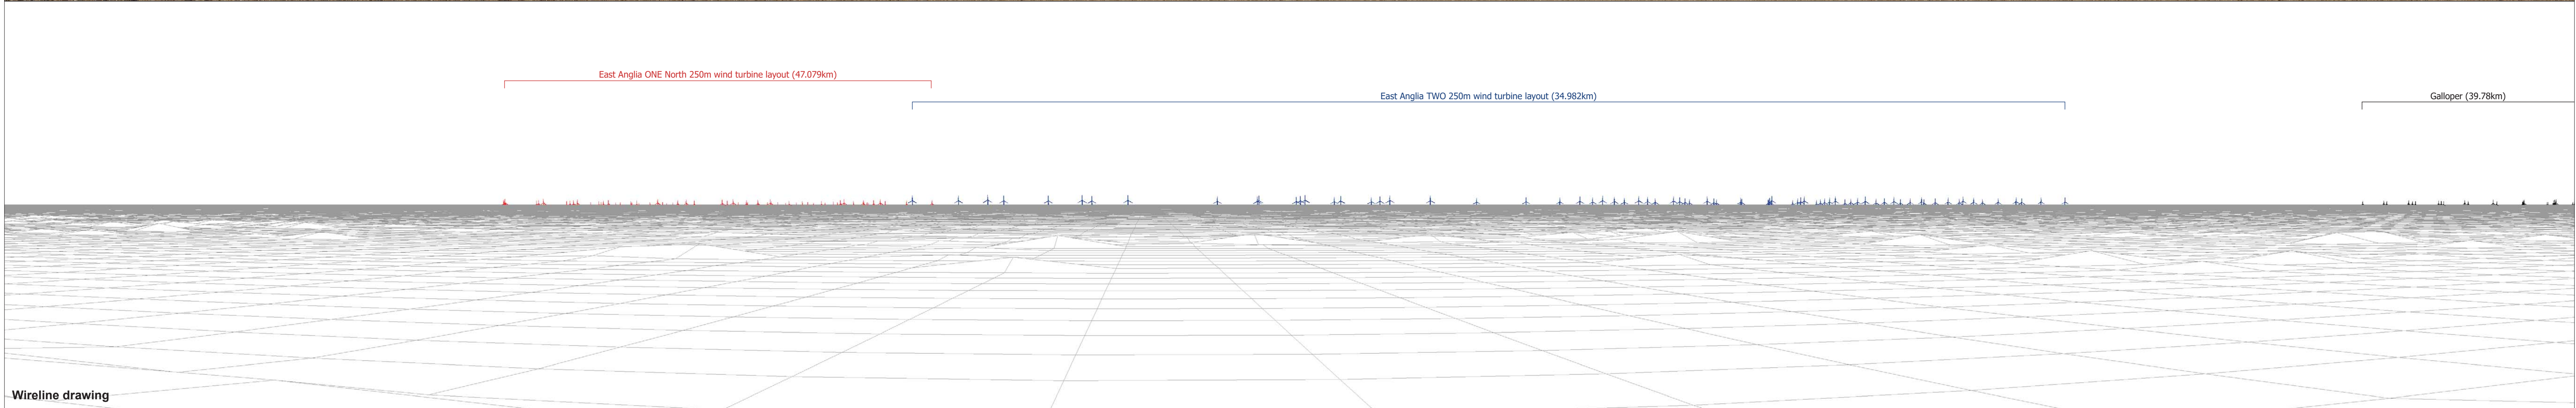 East Anglia ONE North 250m wind turbine layout (47.079km)
East Anglia TWO 250m wind turbine layout (34.982km)
Galloper (39.78km)
Wireline drawing